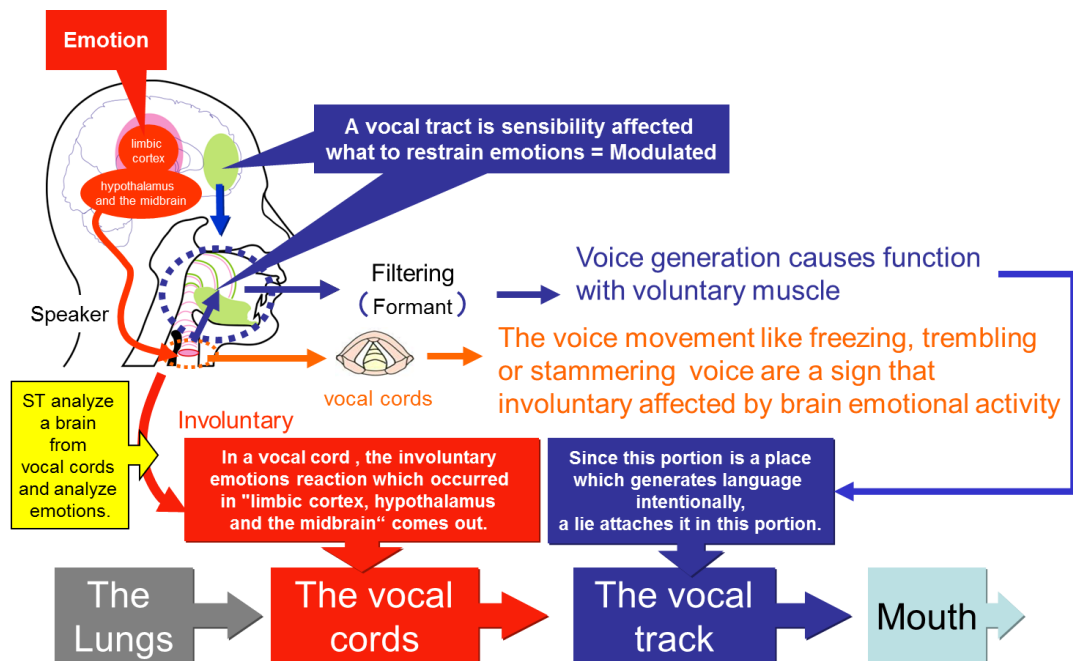 Emotion
limbic
cortex
hypothalamus
and the midbrain
A vocal tract is sensibility affected
what to restrain emotions = Modulated
Speaker
Filtering
(Formant)
Voice generation causes function
with voluntary muscle
vocal cords
The voice movement like freezing, trembling
or stammering voice are a sign that
involuntary affected by brain emotional activity
ST analyze
a brain
from
vocal cords
and analyze
emotions.
Involuntary
In a vocal cord , the involuntary
emotions reaction which occurred
in "limbic cortex, hypothalamus
and the midbrain“ comes out.
Since this portion is a place
which generates language
intentionally,
a lie attaches it in this portion.
The
Lungs
The vocal
cords
The vocal
track
Mouth